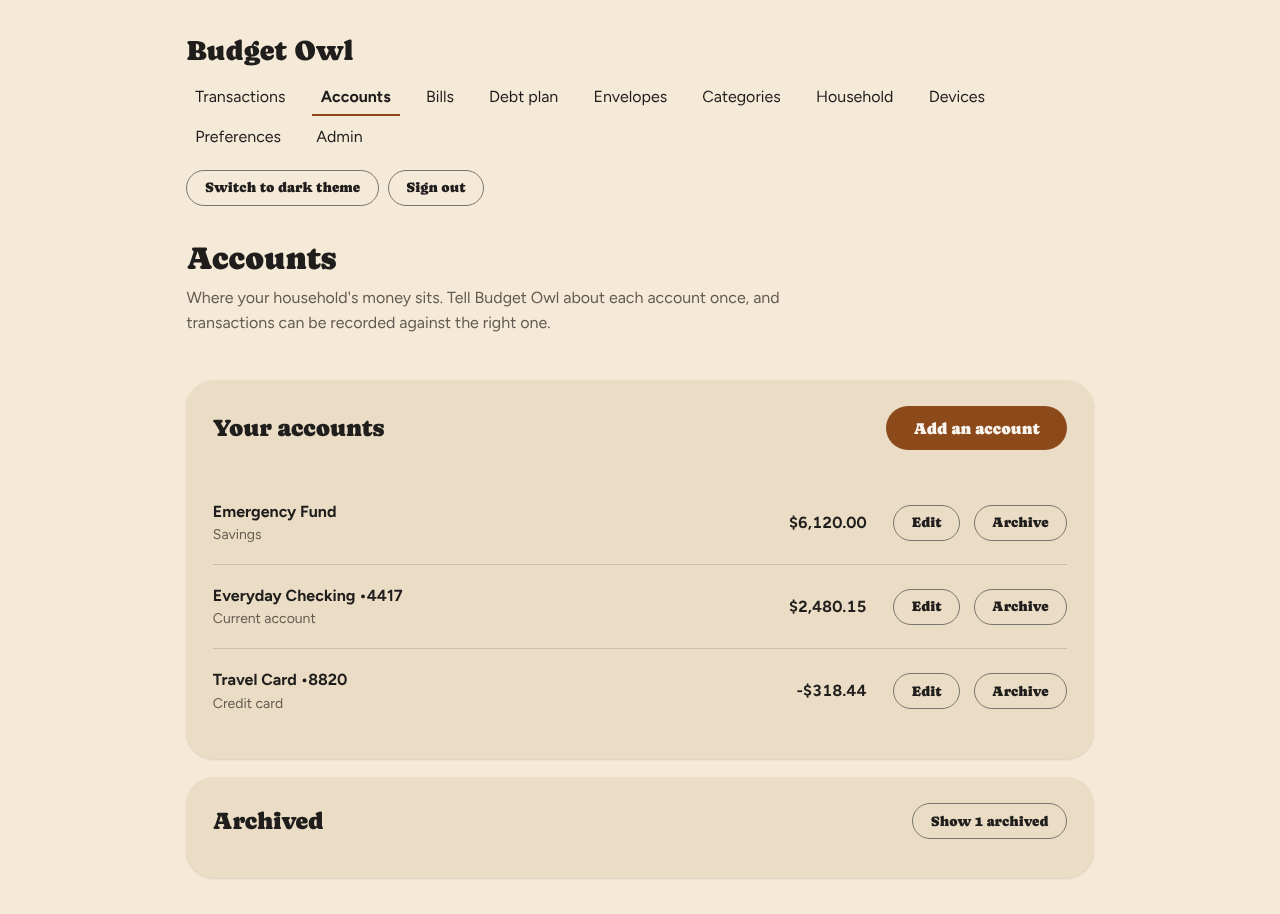 Budget Owl
Transactions Accounts Bills Debt plan Envelopes Categories Household Devices
Preferences Admin
Switch to dark theme Sign out
Accounts
Where your household's money sits. Tell Budget Owl about each account once, and
transactions can be recorded against the right one.
Your accounts Add an account
Emergency Fund
Savings
$6,120.00 Edit Archive
Everyday Checking •4417
Current account
$2,480.15 Edit Archive
Travel Card •8820
Credit card
-$318.44 Edit Archive
Archived Show 1 archived